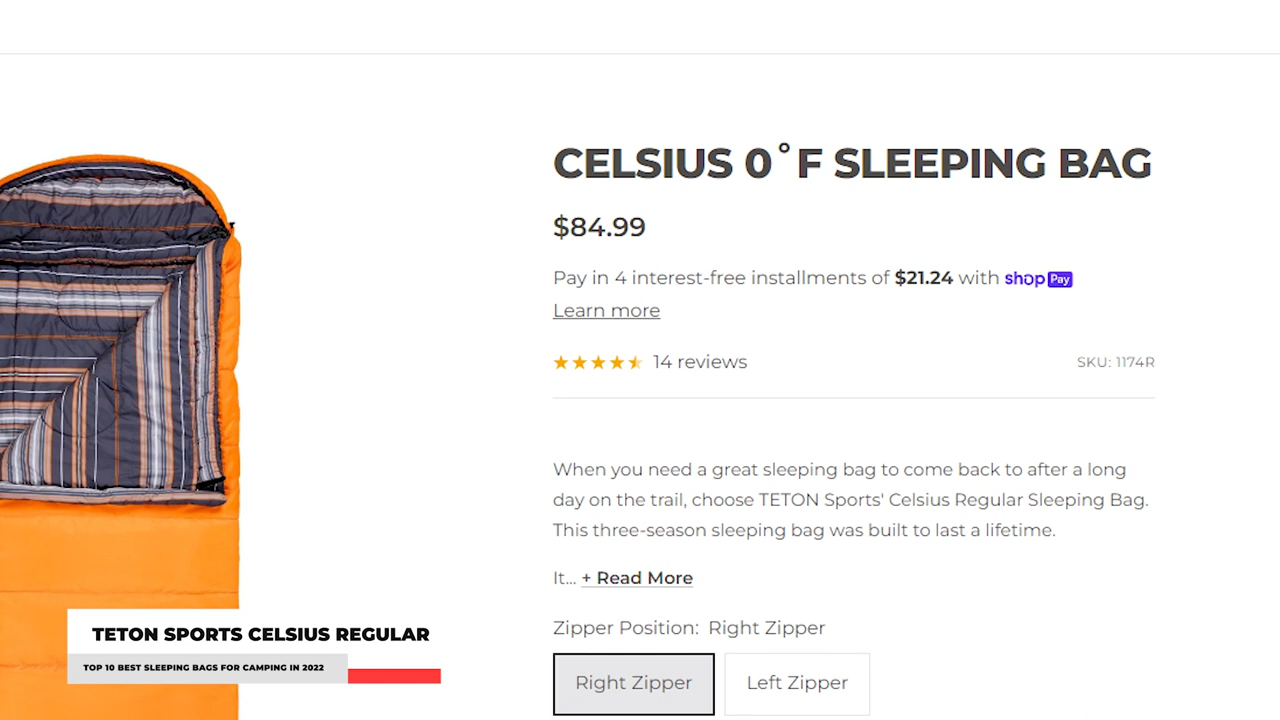 CELSIUS 0˚F SLEEPING BAG
$84.99
Pay in 4 interest-free installments of $21.24 with shop Pay
Learn more
14 reviews
SKU: 1174R
When you need a great sleeping bag to come back to after a long
day on the trail, choose TETON Sports' Celsius Regular Sleeping Bag.
This three-season sleeping bag was built to last a lifetime.
It... + Read More
Zipper Position: Right Zipper
Right Zipper
Left Zipper
TETON SPORTS CELSIUS REGULAR
TOP 10 BEST SLEEPING BAGS FOR CAMPING IN 2022